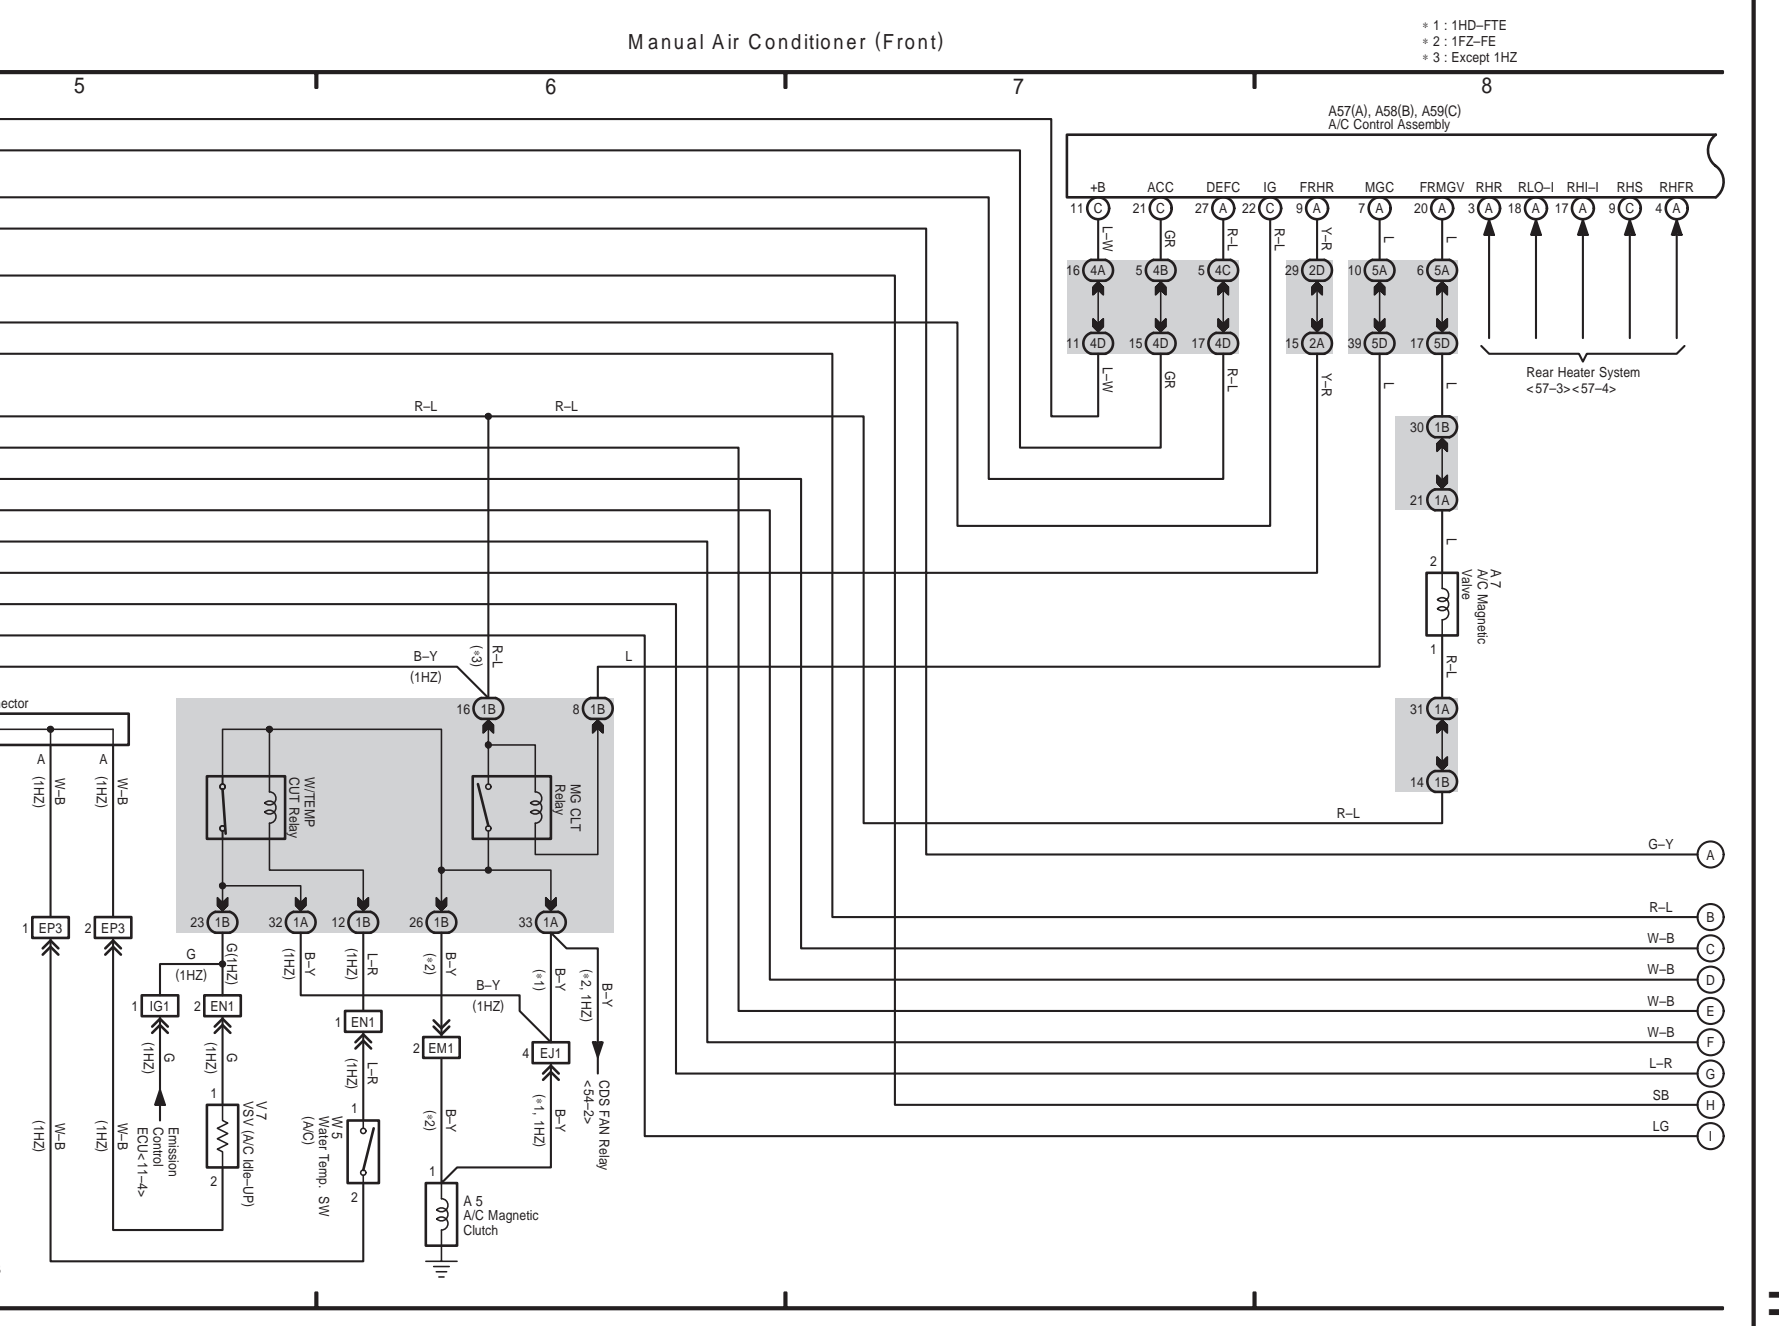 Manual Air Conditioner (Front)
* 1 : 1HD–FTE
* 2 : 1FZ–FE
* 3 : Except 1HZ
5 6 7 8
A57(A), A58(B), A59(C)
A/C Control Assembly
+B ACC DEFC IG FRHR MGC FRMGV RHR RLO–I RHI–I RHS RHFR
11 C 21 C 27 A 22 C 9 A 7 A 20 A 3 A 18 A 17 A 9 C 4 A
L–W GR R–L R–L Y–R L L
16 4A 5 4B 5 4C 29 2D 10 5A 6 5A
11 4D 15 4D 17 4D 15 2A 39 5D 17 5D
L–W GR R–L Y–R L L
Rear Heater System
<57–3><57–4>
R–L R–L
30 1B
21 1A
L
2
A 7
A/C Magnetic
Valve
1
R–L
B–Y
(1HZ)
R–L
(*3)
L
ector
16 1B 8 1B
31 1A
14 1B
R–L
A A
W–B
(1HZ)
W–B
(1HZ)
W/TEMP
CUT Relay
MG CLT
Relay
G–Y A
1 EP3 2 EP3
23 1B 32 1A 12 1B 26 1B 33 1A
R–L B
W–B C
W–B D
W–B E
W–B F
L–R G
SB H
LG I
G
(1HZ)
G(1HZ)
B–Y
(1HZ)
L–R
(1HZ)
B–Y
(*2)
B–Y
(1HZ)
B–Y
(*1)
B–Y
(*2, 1HZ)
1 IG1 2 EN1
1 EN1
2 EM1 4 EJ1
G
(1HZ)
G
(1HZ)
L–R
(1HZ)
CDS FAN Relay
<54–2>
W–B
(1HZ)
W–B
(1HZ)
Emission
Control
ECU<11–4>
1
V 7
VSV (A/C Idle–UP)
2
1
W 5
Water Temp. SW
(A/C)
2
B–Y
(*2)
B–Y
(*1, 1HZ)
1
A 5
A/C Magnetic
Clutch